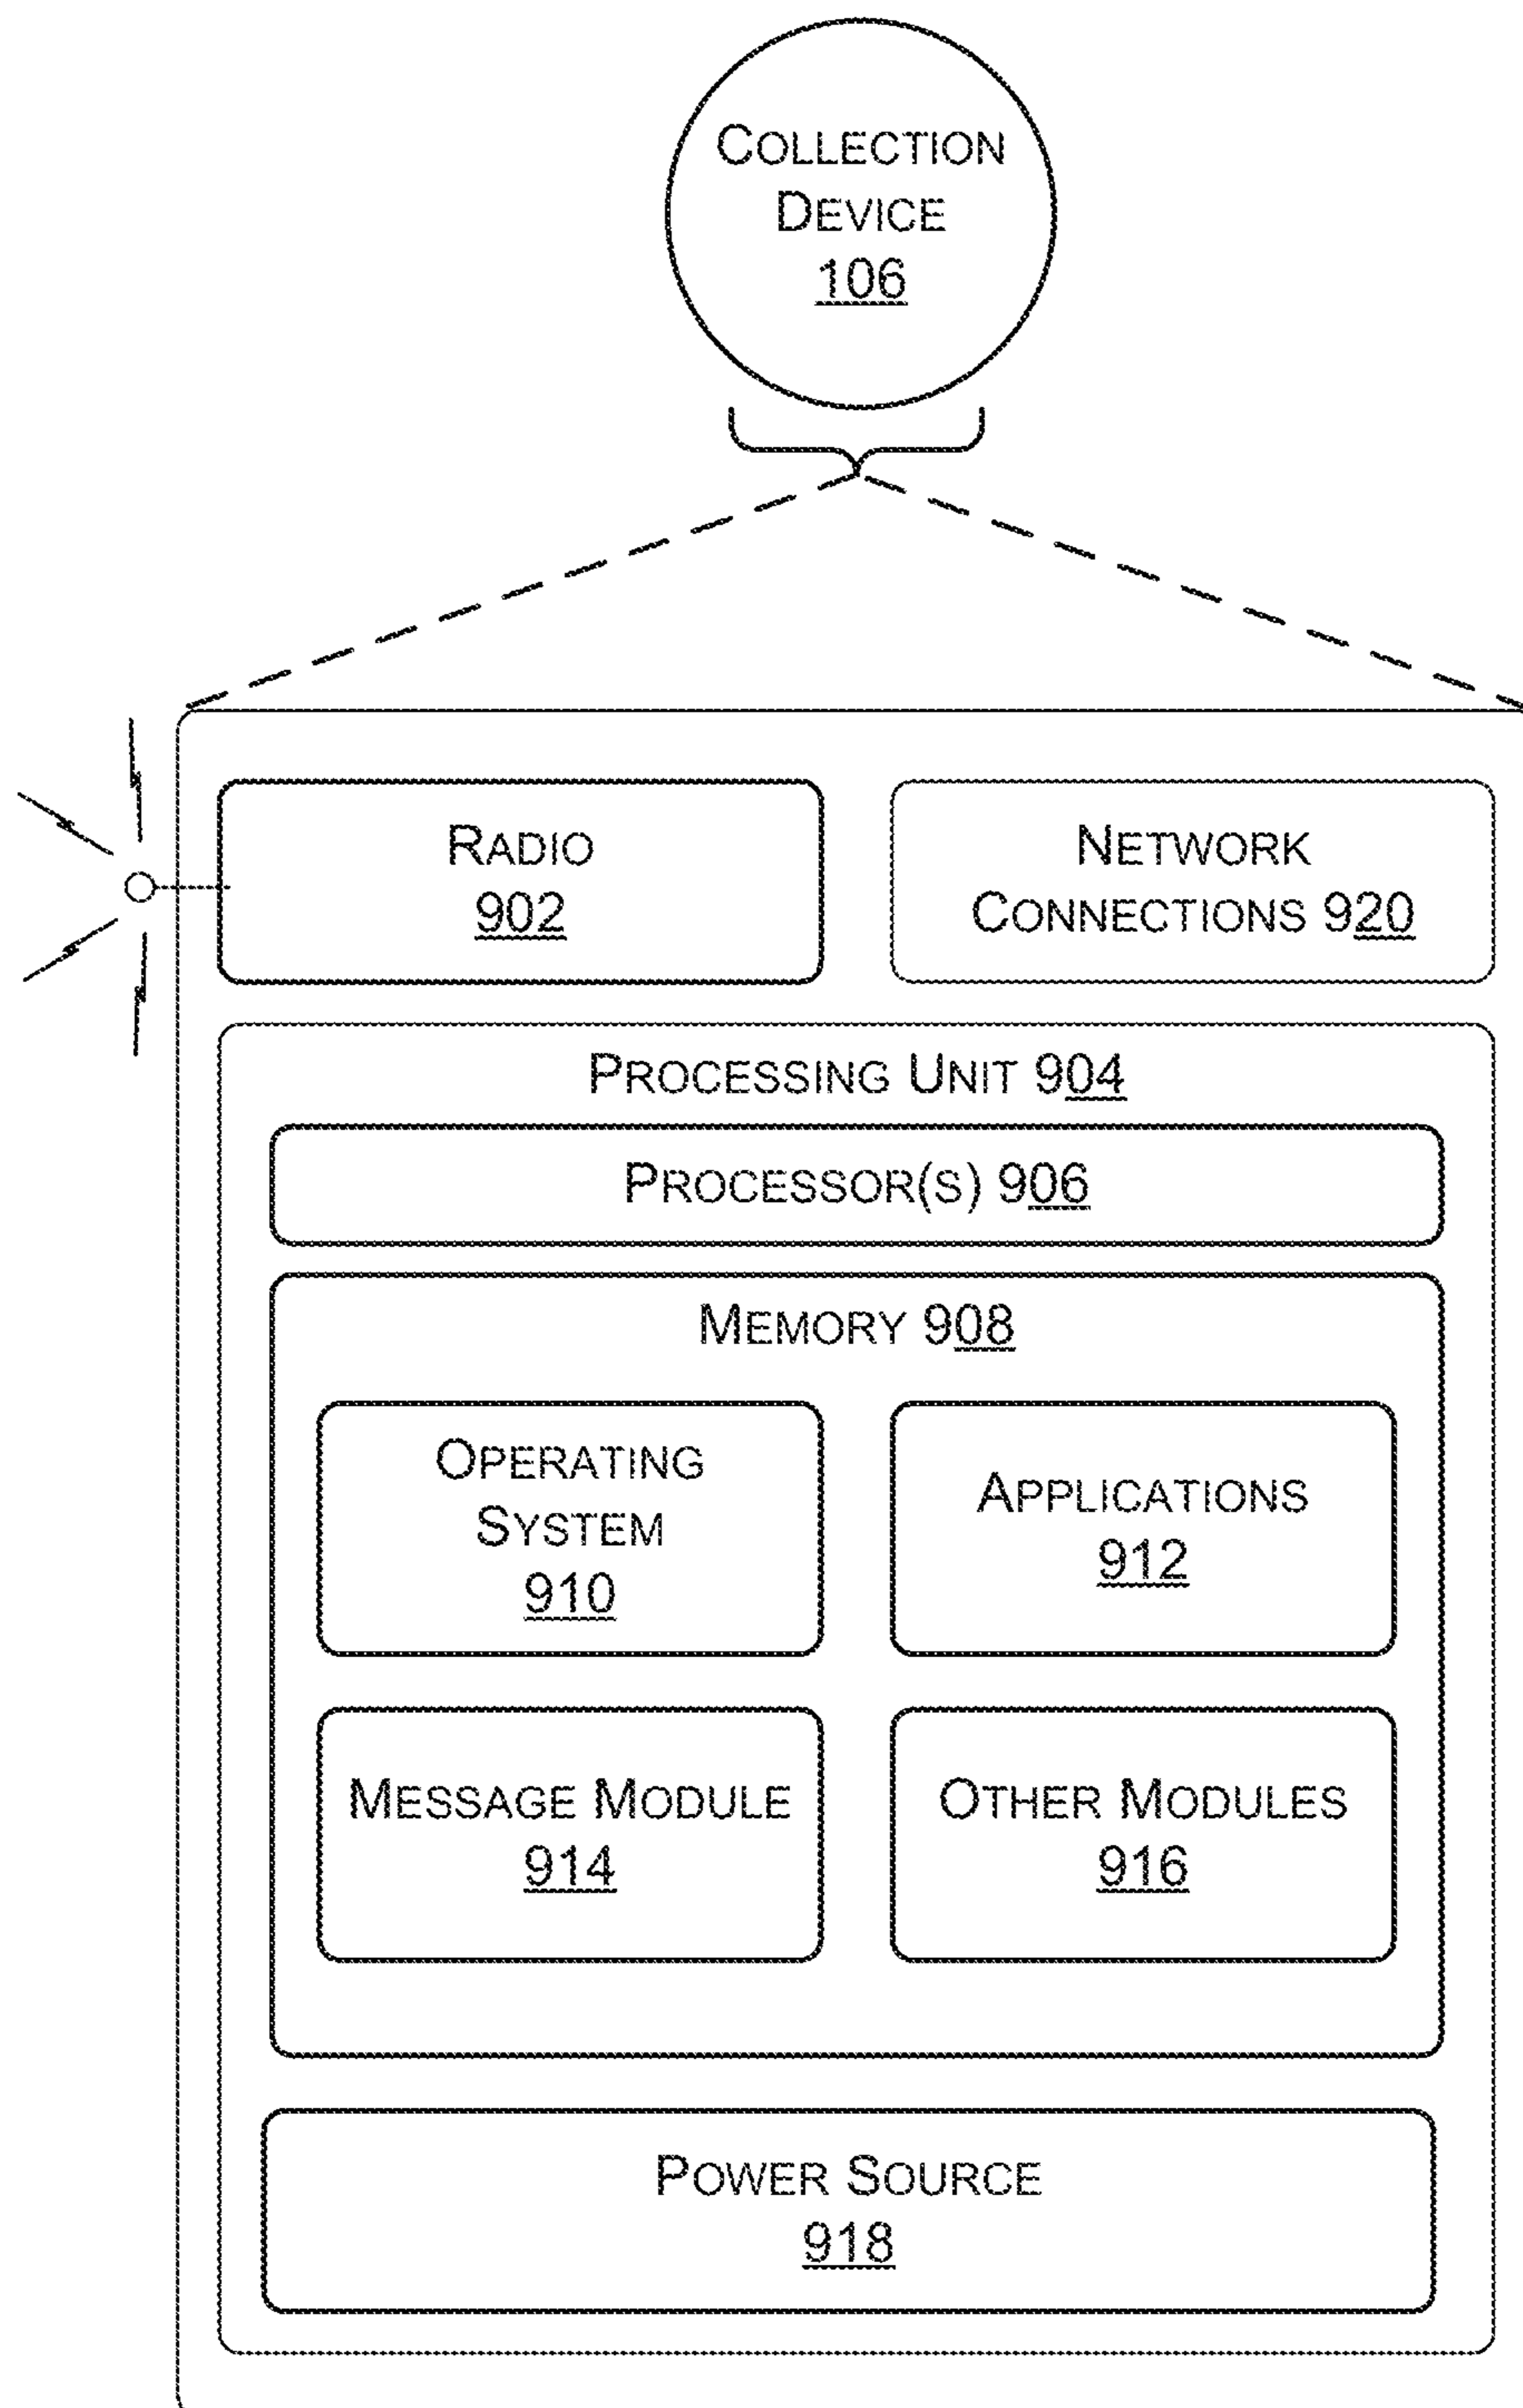 COLLECTION
DEVICE
106
RADIO
902
NETWORK
CONNECTIONS 920
PROCESSING UNIT 904
PROCESSOR(S) 906
MEMORY 908
OPERATING
SYSTEM
910
APPLICATIONS
912
MESSAGE MODULE
914
OTHER MODULES
916
POWER SOURCE
918